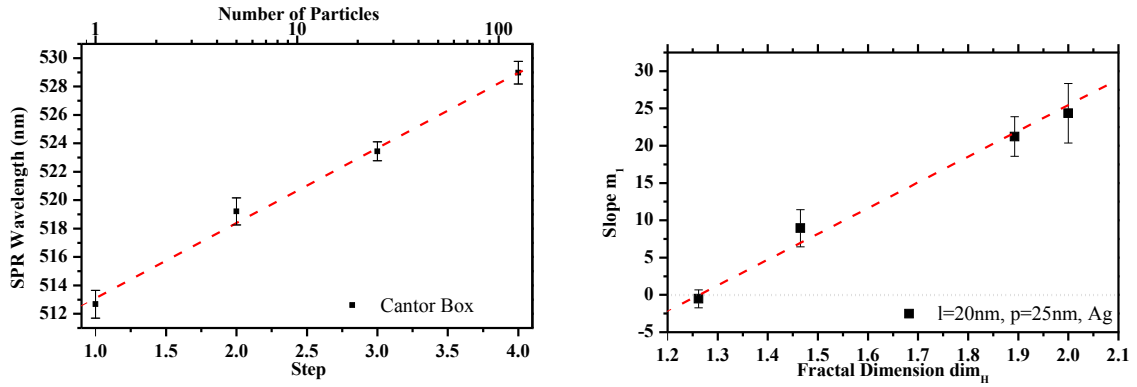 Number of Particles
1 10 100
530
528
526
524
522
520
518
516
514
512
SPR Wavelength (nm)
Cantor Box
1.0 1.5 2.0 2.5 3.0 3.5 4.0
Step
30
25
20
15
10
5
0
-5
Slope m1
l=20nm, p=25nm, Ag
1.2 1.3 1.4 1.5 1.6 1.7 1.8 1.9 2.0 2.1
Fractal Dimension dimH